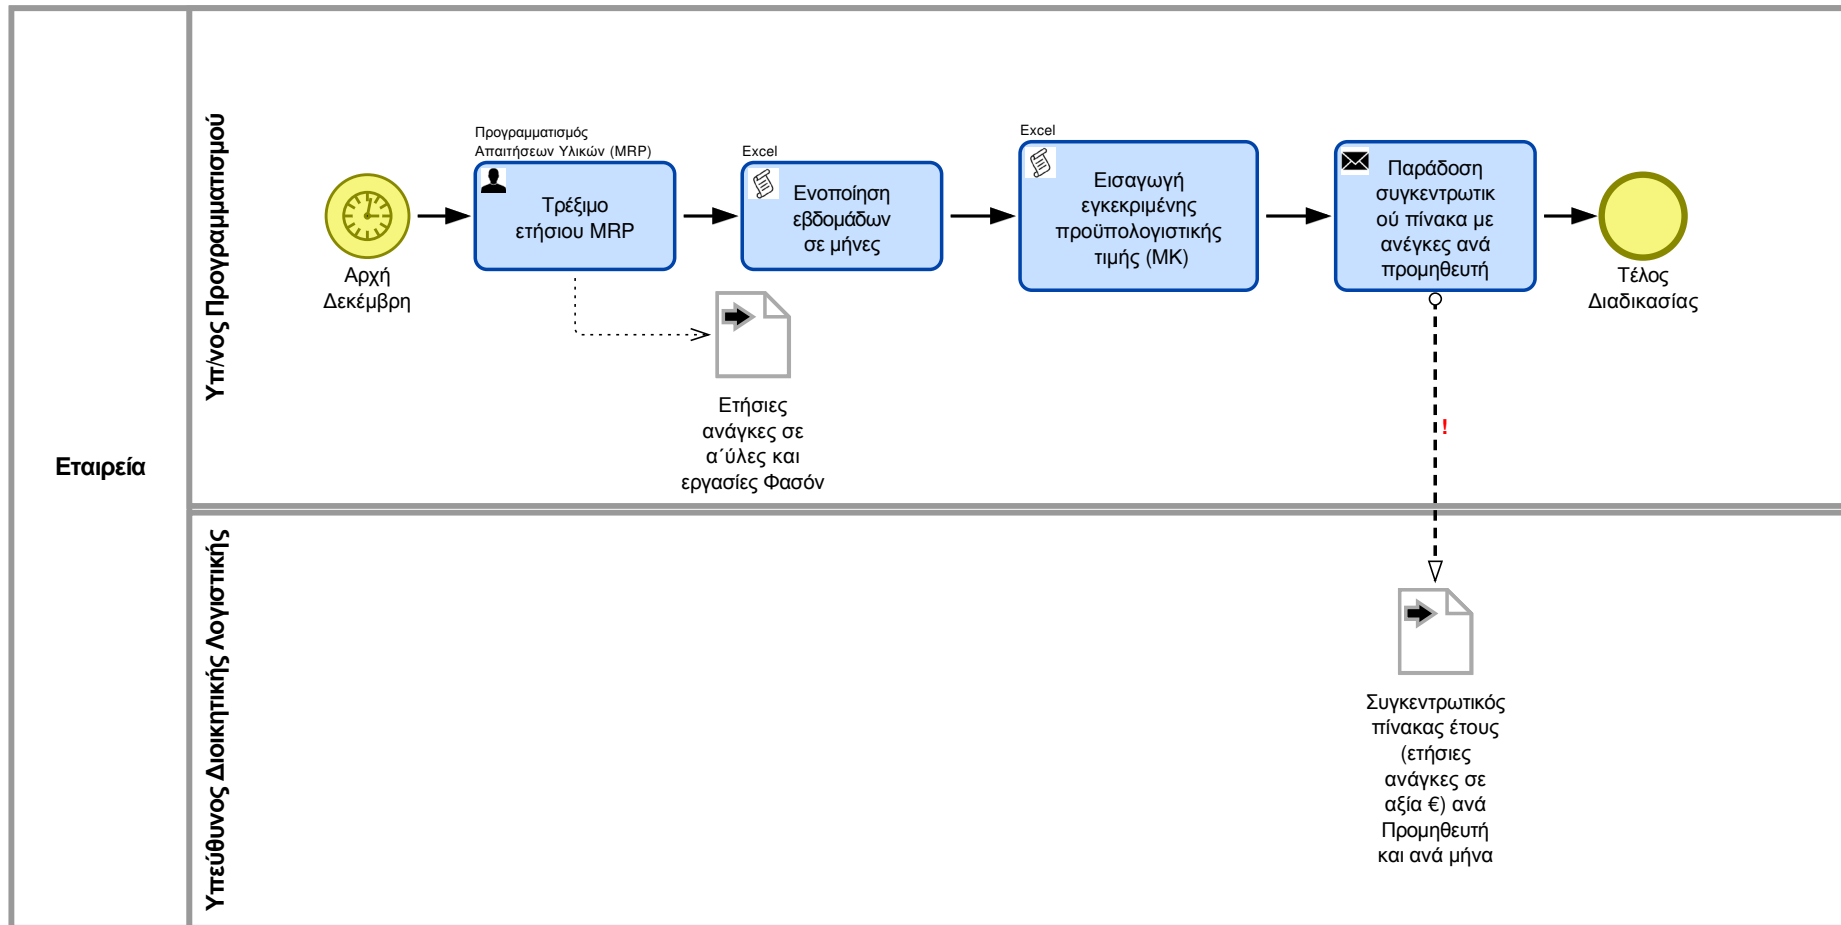 Εταιρεία
Υπ/νος Προγραμματισμού
Αρχή
Δεκέμβρη
Προγραμματισμός
Απαιτήσεων Υλικών (MRP)
Τρέξιμο
ετήσιου MRP
Excel
Ενοποίηση
εβδομάδων
σε μήνες
Excel
Εισαγωγή
εγκεκριμένης
προϋπολογιστικής
τιμής (ΜΚ)
Παράδοση
συγκεντρωτικ
ού πίνακα με
ανέγκες ανά
προμηθευτή
Τέλος
Διαδικασίας
Ετήσιες
ανάγκες σε
α΄ύλες και
εργασίες Φασόν
!
Υπεύθυνος Διοικητικής Λογιστικής
Συγκεντρωτικός
πίνακας έτους
(ετήσιες
ανάγκες σε
αξία €) ανά
Προμηθευτή
και ανά μήνα